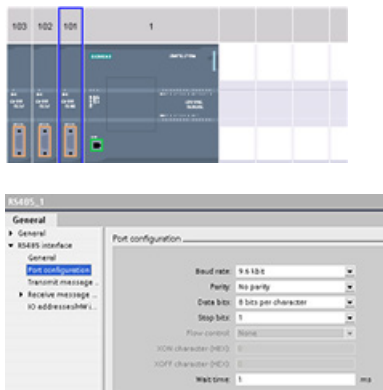 103 102 101 1
SIEMENS
RS485_1
General
General
RS485 interface
General
Port configuration
Transmit message ...
Receive message ...
IO addresses/HW i...
Port configuration
Baud rate: 9.6 kbit
Parity: No parity
Data bits: 8 bits per character
Stop bits: 1
Flow control: None
XON character (HEX): 0
XOFF character (HEX): 0
Wait time: 1 ms